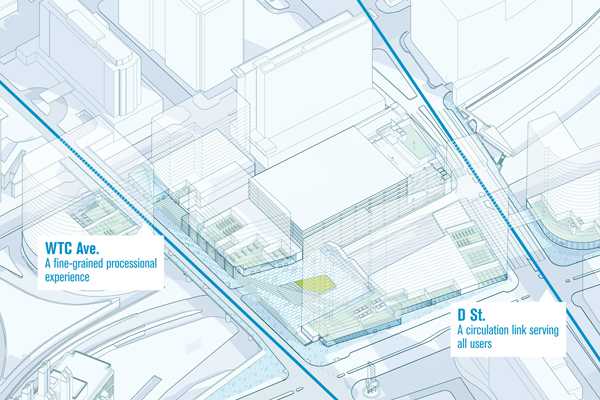 WTC Ave.
A fine-grained processional
experience
D St.
A circulation link serving
all users